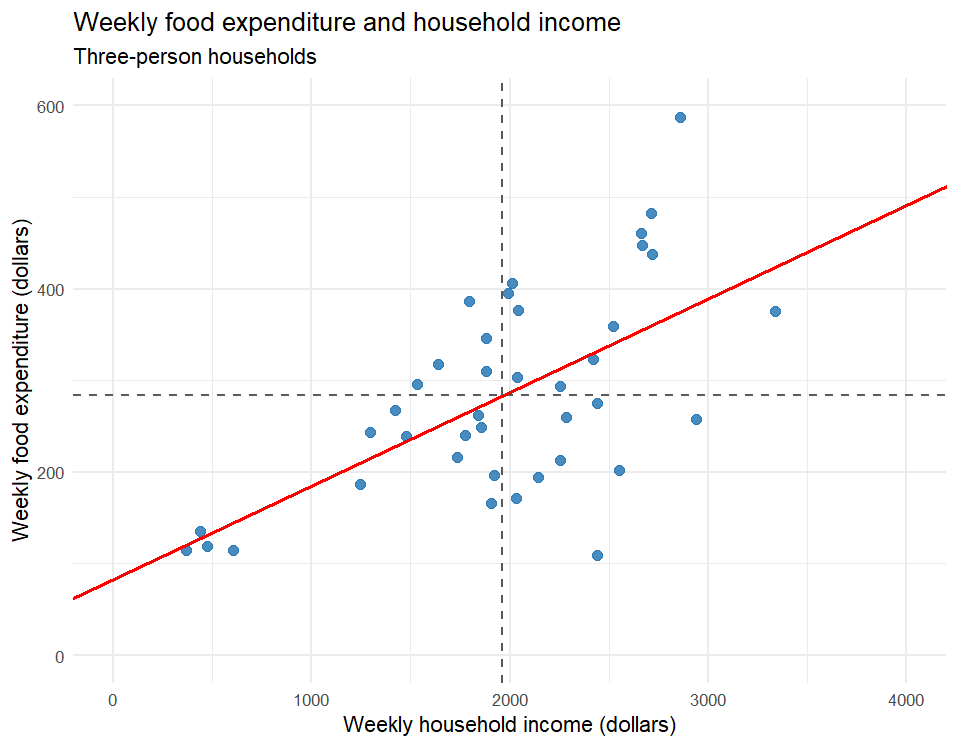 Weekly food expenditure and household income
Three-person households
Weekly food expenditure (dollars)
600
400
200
0
0 1000 2000 3000 4000
Weekly household income (dollars)